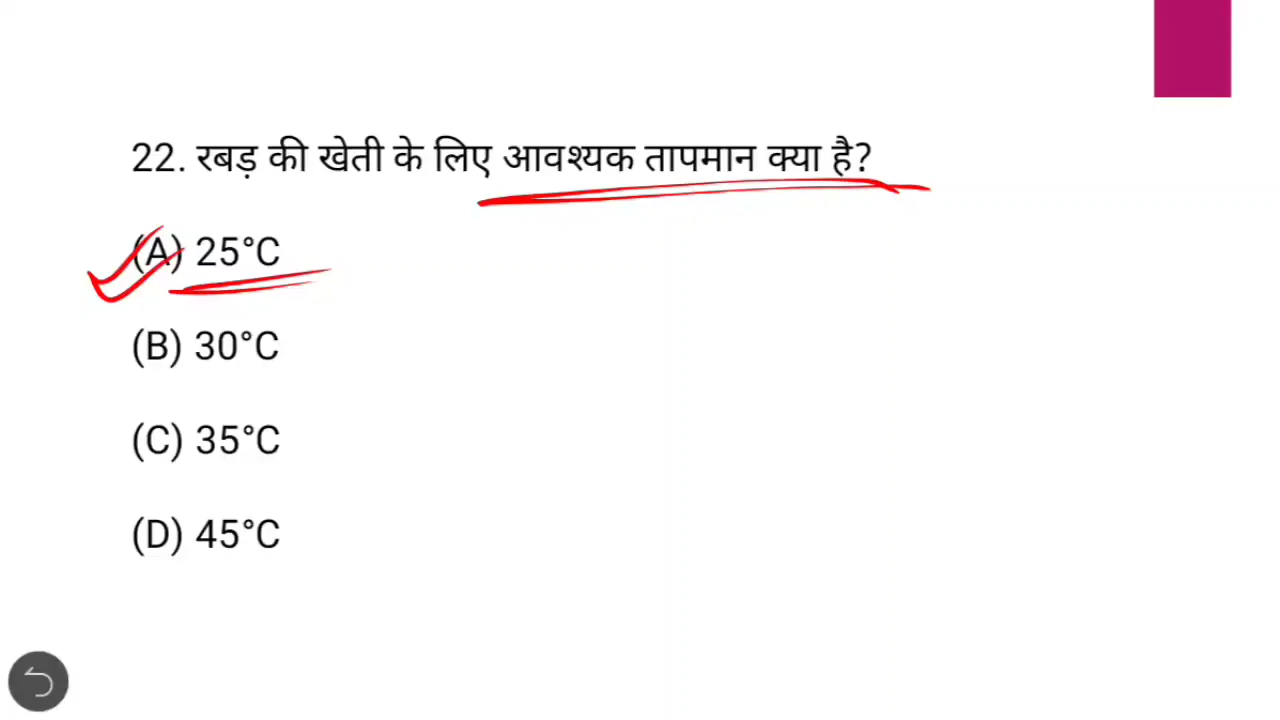 22. रबड़ की खेती के लिए आवश्यक तापमान क्या है?
(A) 25°C
(B) 30°C
(C) 35°C
(D) 45°C